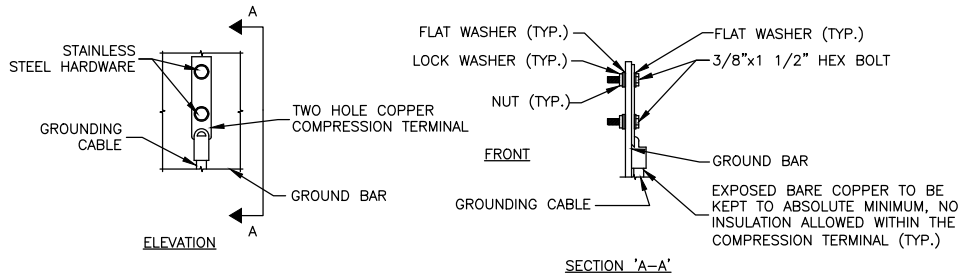 A
STAINLESS
STEEL HARDWARE
TWO HOLE COPPER
COMPRESSION TERMINAL
GROUNDING
CABLE
GROUND BAR
A
ELEVATION
FLAT WASHER (TYP.)
LOCK WASHER (TYP.)
NUT (TYP.)
FLAT WASHER (TYP.)
3/8"x1 1/2" HEX BOLT
FRONT
GROUND BAR
GROUNDING CABLE
EXPOSED BARE COPPER TO BE
KEPT TO ABSOLUTE MINIMUM, NO
INSULATION ALLOWED WITHIN THE
COMPRESSION TERMINAL (TYP.)
SECTION 'A-A'